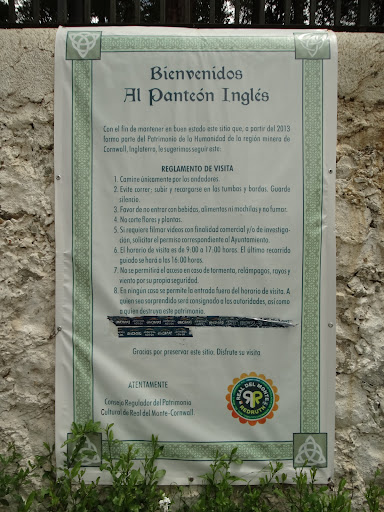 Bienvenidos
Al Panteón Inglés
Con el fin de mantener en buen estado este sitio que, a partir del 2013
forma parte del Patrimonio de la Humanidad de la región minera de
Cornwall, Inglaterra, le sugerimos seguir este:
REGLAMENTO DE VISITA
1. Camine únicamente por los andadores.
2. Evite correr; subir y recargarse en las tumbas y bardas. Guarde
silencio.
3. Favor de no entrar con bebidas, alimentos ni mochilas y no fumar.
4. No corte flores y plantas.
5. Si requiere filmar videos con finalidad comercial y/o de investiga-
ción, solicitar el permiso correspondiente al Ayuntamiento.
6. El horario de visita es de 9:00 a 17:00 horas. El último recorrido
guiado se hará a las 16:00 horas.
7. No se permitirá el acceso en caso de tormenta, relámpagos, rayos y
viento por su propia seguridad.
8. En ningún caso se permite la entrada fuera del horario de visita. A
quien sea sorprendido será consignado a las autoridades, así como
a quien destruya este patrimonio.
Gracias por preservar este sitio. Disfrute su visita
ATENTAMENTE
Consejo Regulador del Patrimonio
Cultural de Real del Monte-Cornwall.
REAL DEL MONTE
REDRUTH